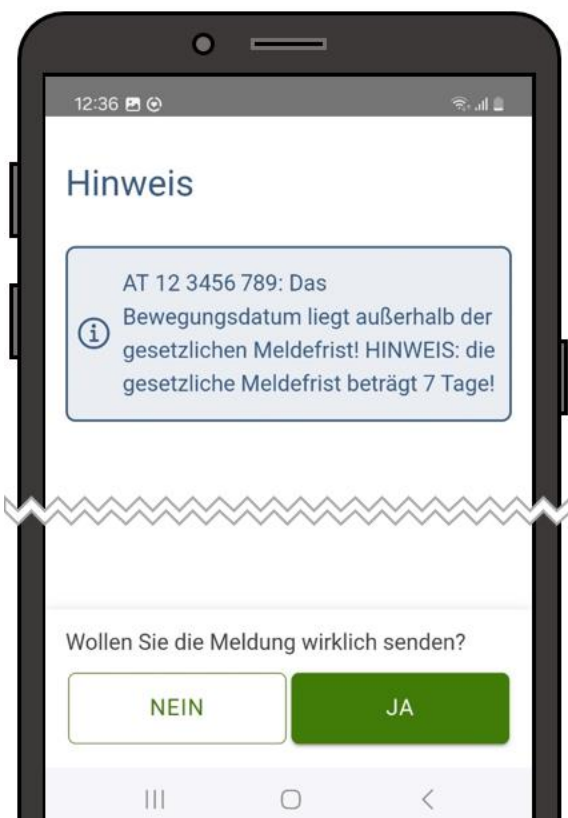 12:36
Hinweis
AT 12 3456 789: Das
Bewegungsdatum liegt außerhalb der
gesetzlichen Meldefrist! HINWEIS: die
gesetzliche Meldefrist beträgt 7 Tage!
Wollen Sie die Meldung wirklich senden?
NEIN JA